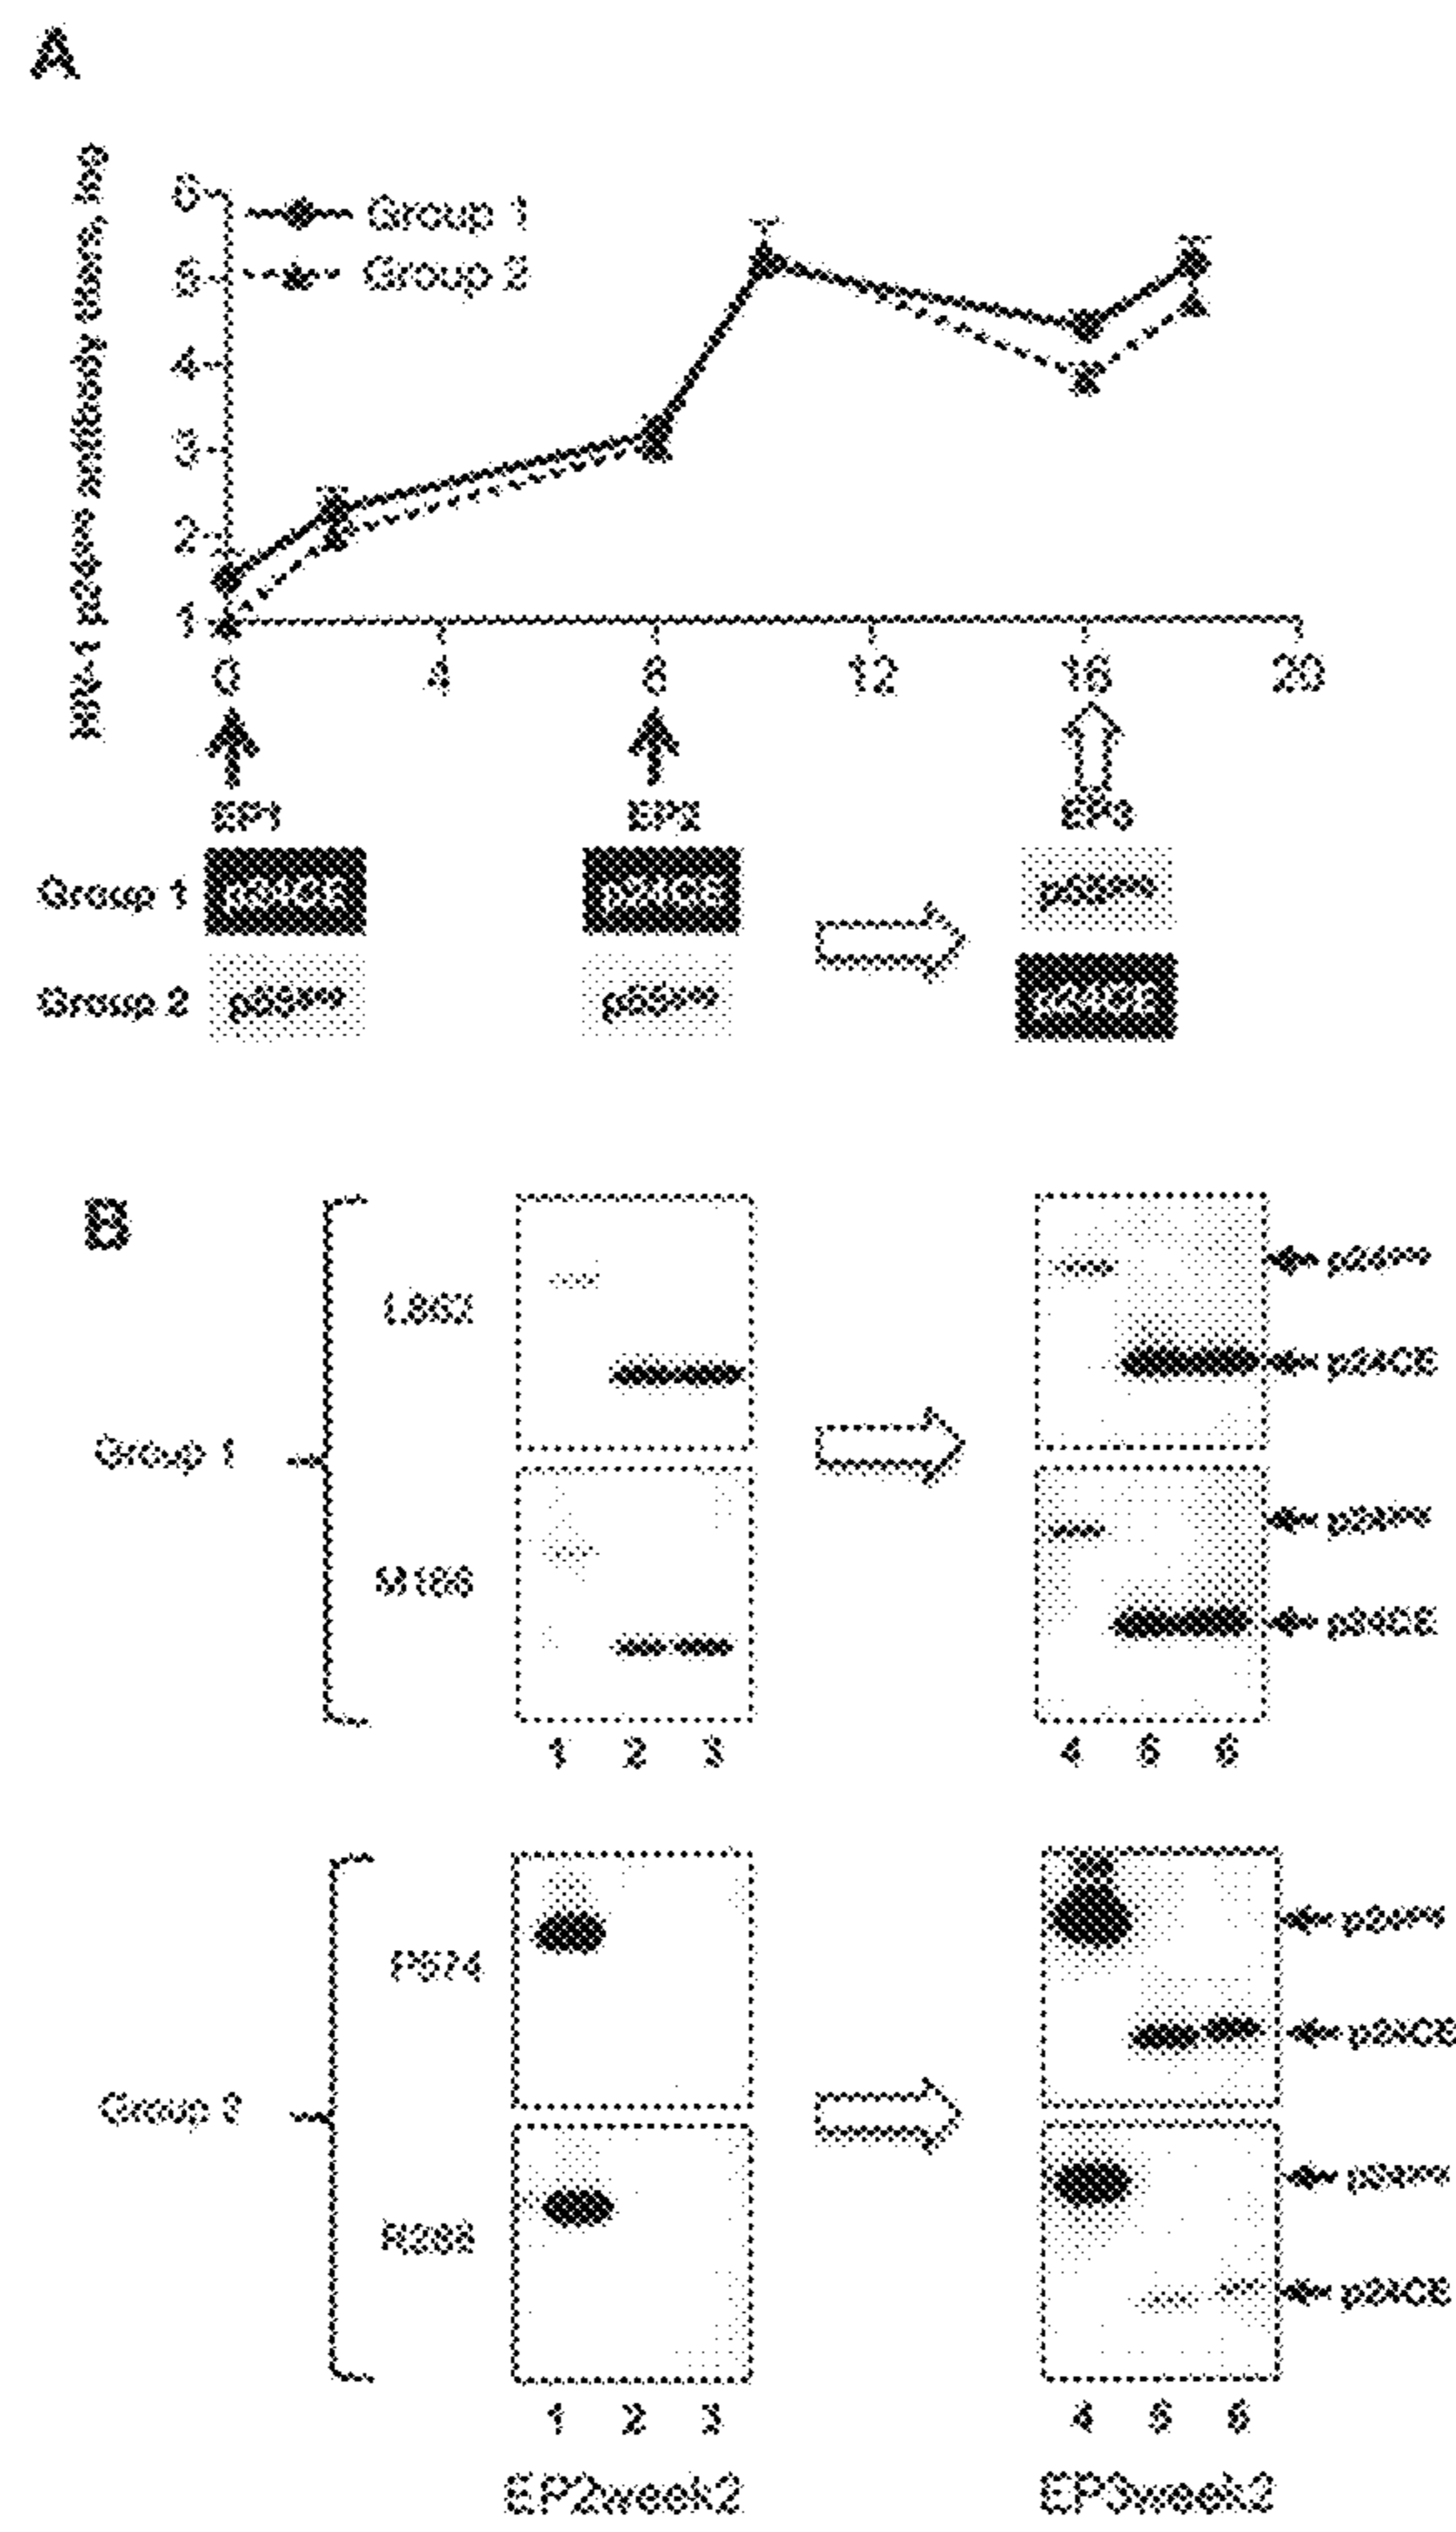 A
HIV-1 p24gag antibody titers, log
6
5
4
3
2
1
Group 1
Group 2
0 4 8 12 16 20
EP1 EP2 EP3
Group 1 p24CE p24CE p55gag
Group 2 p55gag p55gag p24CE
B
Group 1
L862
p24gag
p24CE
M166
p24gag
p24CE
1 2 3 4 5 6
Group 2
P574
p24gag
p24CE
R288
p24gag
p24CE
1 2 3 4 5 6
EP2week2 EP3week2